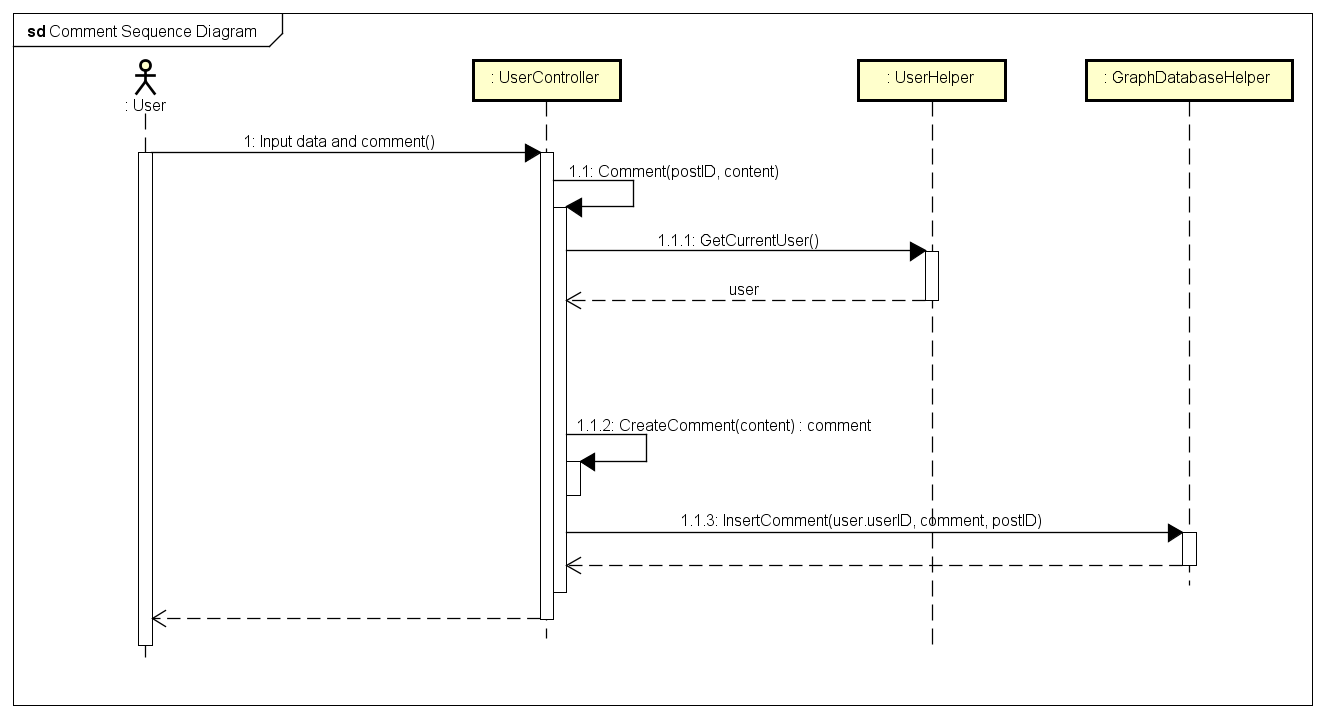 sd Comment Sequence Diagram
: User
: UserController
: UserHelper
: GraphDatabaseHelper
1: Input data and comment()
1.1: Comment(postID, content)
1.1.1: GetCurrentUser()
user
1.1.2: CreateComment(content) : comment
1.1.3: InsertComment(user.userID, comment, postID)